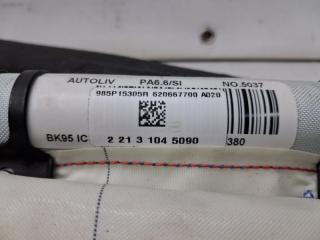 AUTOLIV PA6.6/SI NO.5037
985P15305R 620667700 A020
BK95 IC 2 21 3 104 5090 380